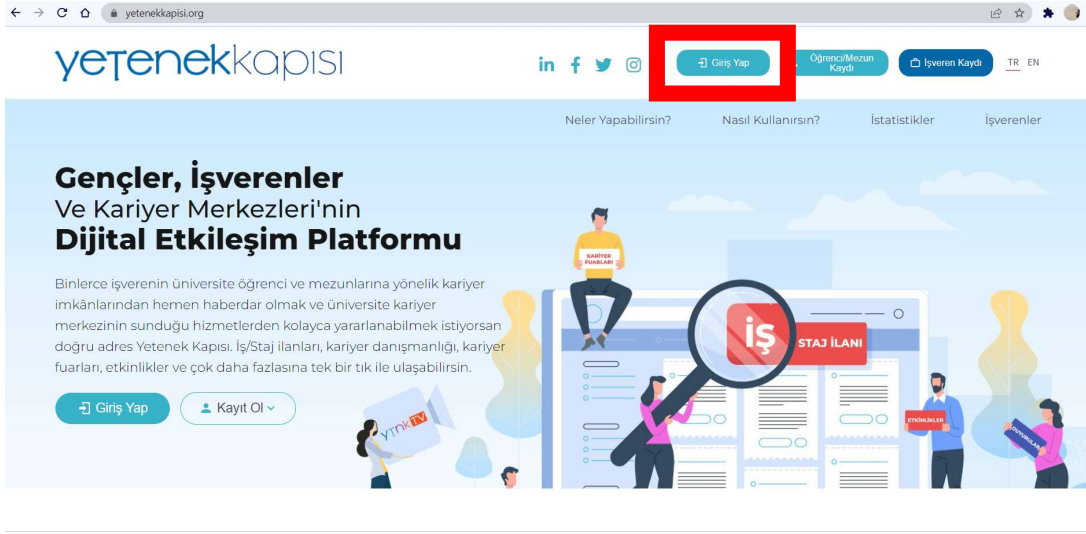 yetenekkapisi.org
yetenekkapısı
in
Giriş Yap
Öğrenci/Mezun
Kaydı
İşveren Kaydı
TR EN
Neler Yapabilirsin?
Nasıl Kullanırsın?
İstatistikler
İşverenler
Gençler, İşverenler
Ve Kariyer Merkezleri'nin
Dijital Etkileşim Platformu
Binlerce işverenin üniversite öğrenci ve mezunlarına yönelik kariyer
imkânlarından hemen haberdar olmak ve üniversite kariyer
merkezinin sunduğu hizmetlerden kolayca yararlanabilmek istiyorsan
doğru adres Yetenek Kapısı. İş/Staj ilanları, kariyer danışmanlığı, kariyer
fuarları, etkinlikler ve çok daha fazlasına tek bir tık ile ulaşabilirsin.
Giriş Yap
Kayıt Ol
KARİYER
FUARLARI
iş
STAJ İLANI
YTNKTV
ETKİNLİKLER
DUYURULAR